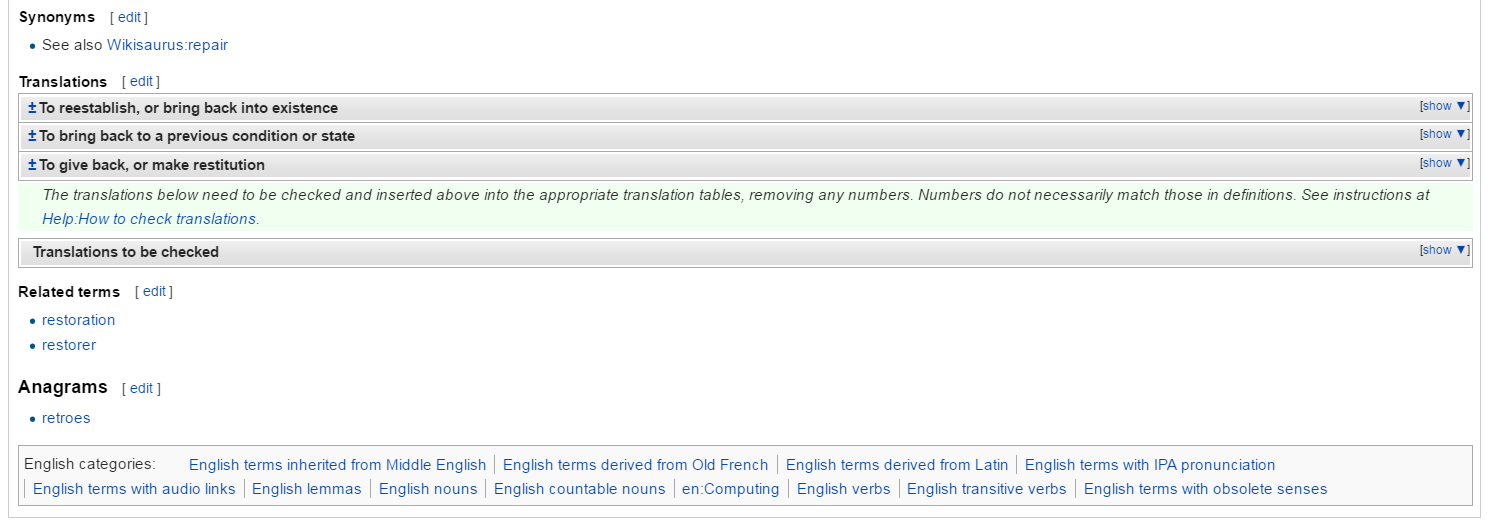 Synonyms [ edit ]
• See also Wikisaurus:repair
Translations [ edit ]
± To reestablish, or bring back into existence [show ▼]
± To bring back to a previous condition or state [show ▼]
± To give back, or make restitution [show ▼]
The translations below need to be checked and inserted above into the appropriate translation tables, removing any numbers. Numbers do not necessarily match those in definitions. See instructions at
Help:How to check translations.
Translations to be checked [show ▼]
Related terms [ edit ]
• restoration
• restorer
Anagrams [ edit ]
• retroes
English categories: English terms inherited from Middle English | English terms derived from Old French | English terms derived from Latin | English terms with IPA pronunciation
| English terms with audio links | English lemmas | English nouns | English countable nouns | en:Computing | English verbs | English transitive verbs | English terms with obsolete senses